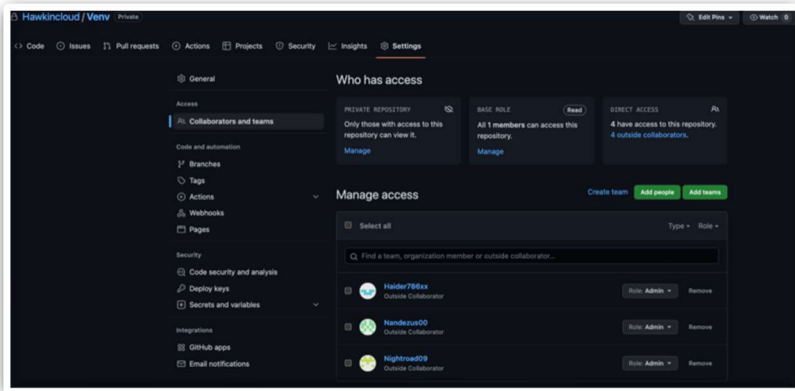 Hawkincloud / Venv Private
Edit Pins
Watch 0
Code Issues Pull requests Actions Projects Security Insights Settings
General
Access
Collaborators and teams
Code and automation
Branches
Tags
Actions
Webhooks
Pages
Security
Code security and analysis
Deploy keys
Secrets and variables
Integrations
GitHub apps
Email notifications
Who has access
PRIVATE REPOSITORY
Only those with access to this
repository can view it.
Manage
BASE ROLE Read
All 1 members can access this
repository.
Manage
DIRECT ACCESS
4 have access to this repository.
4 outside collaborators.
Manage access
Create team Add people Add teams
Select all Type Role
Find a team, organization member or outside collaborator...
Haider786xx
Outside Collaborator
Role: Admin Remove
Nandezus00
Outside Collaborator
Role: Admin Remove
Nightroad09
Outside Collaborator
Role: Admin Remove